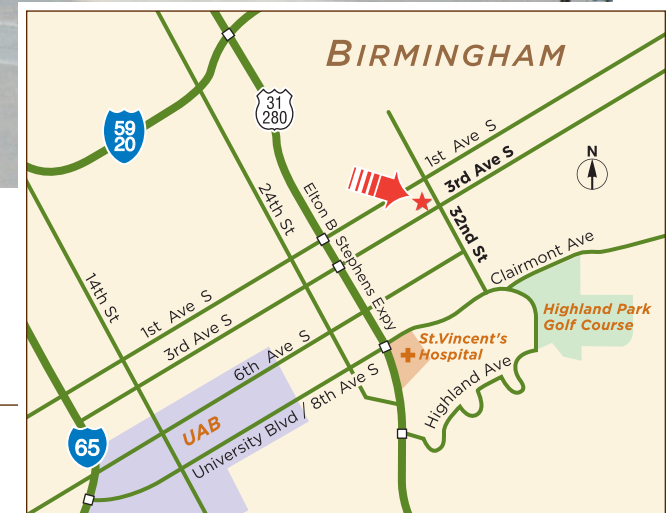 BIRMINGHAM
31
280
59
20
1st Ave S
3rd Ave S
N
24th St
Elton B Stephens Expy
32nd St
Clairmont Ave
14th St
1st Ave S
3rd Ave S
Highland Park
Golf Course
6th Ave S
St.Vincent's
Hospital
Highland Ave
University Blvd / 8th Ave S
UAB
65